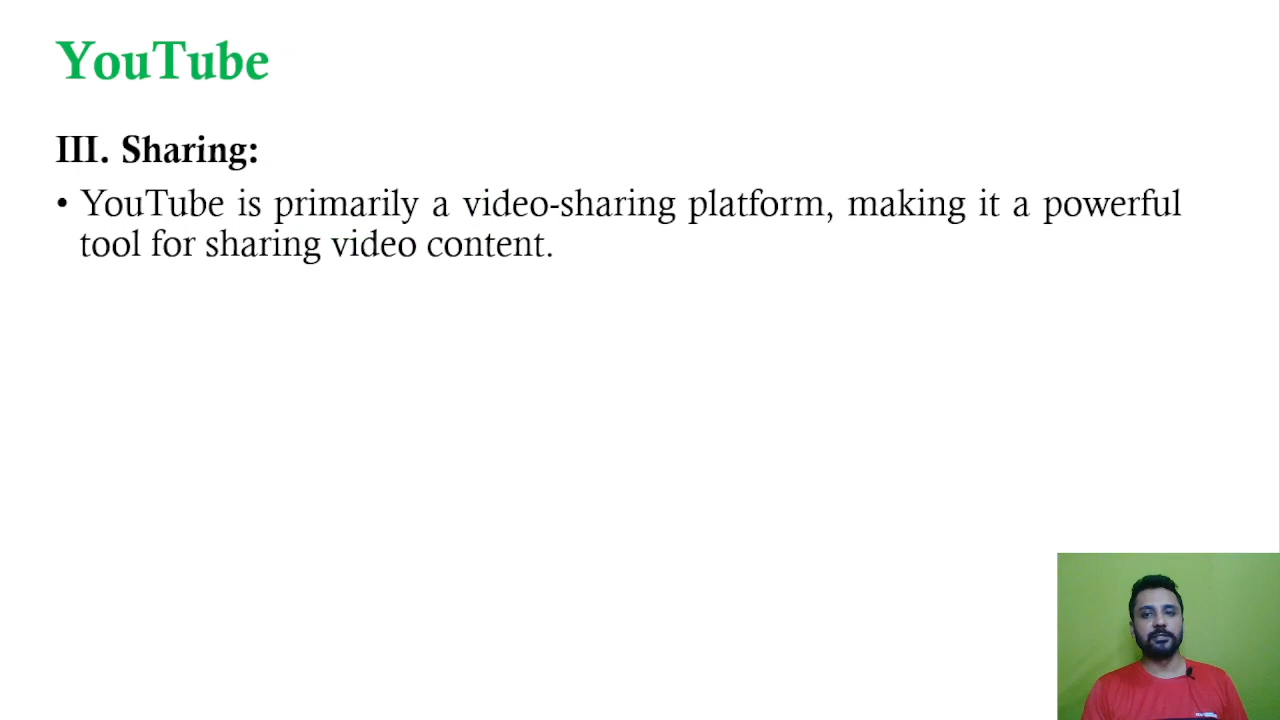 YouTube
III. Sharing:
• YouTube is primarily a video-sharing platform, making it a powerful
tool for sharing video content.